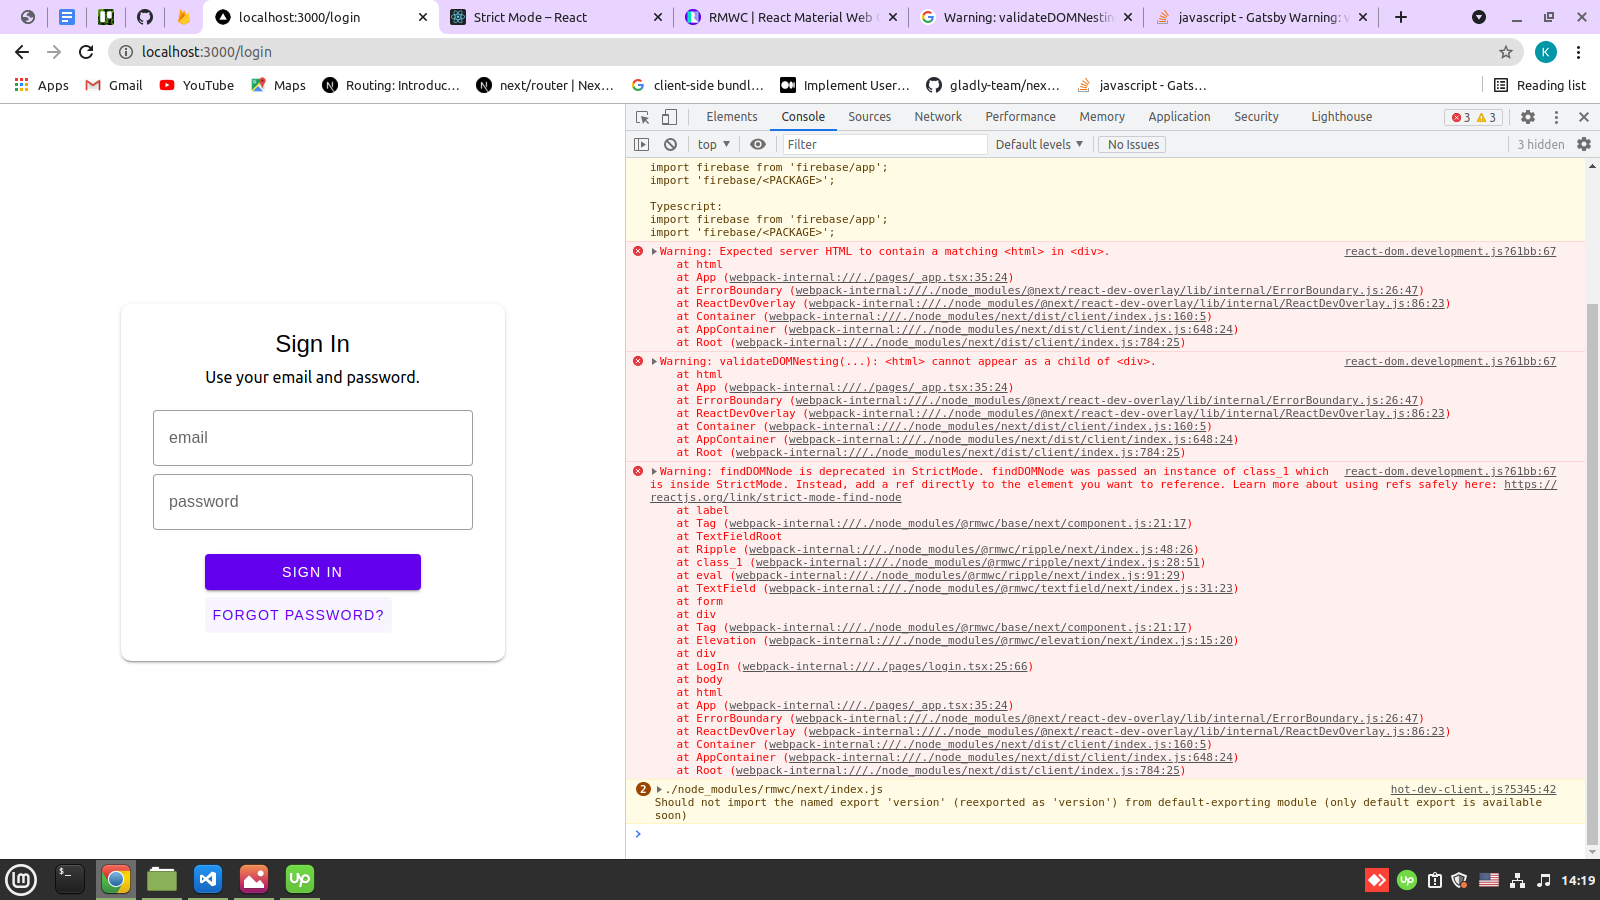 localhost:3000/login
Strict Mode – React
RMWC | React Material Web
Warning: validateDOMNestin
javascript - Gatsby Warning:
localhost:3000/login
K
Apps
Gmail
YouTube
Maps
Routing: Introduc...
next/router | Nex...
client-side bundl...
Implement User...
gladly-team/nex...
javascript - Gats...
Reading list
Elements
Console
Sources
Network
Performance
Memory
Application
Security
Lighthouse
3
3
top
Filter
Default levels
No Issues
3 hidden
import firebase from 'firebase/app';
import 'firebase/<PACKAGE>';
Typescript:
import firebase from 'firebase/app';
import 'firebase/<PACKAGE>';
Warning: Expected server HTML to contain a matching <html> in <div>. react-dom.development.js?61bb:67
at html
at App (webpack-internal:///./pages/_app.tsx:35:24)
at ErrorBoundary (webpack-internal:///./node_modules/@next/react-dev-overlay/lib/internal/ErrorBoundary.js:26:47)
at ReactDevOverlay (webpack-internal:///./node_modules/@next/react-dev-overlay/lib/internal/ReactDevOverlay.js:86:23)
at Container (webpack-internal:///./node_modules/next/dist/client/index.js:160:5)
at AppContainer (webpack-internal:///./node_modules/next/dist/client/index.js:648:24)
at Root (webpack-internal:///./node_modules/next/dist/client/index.js:784:25)
Warning: validateDOMNesting(...): <html> cannot appear as a child of <div>. react-dom.development.js?61bb:67
at html
at App (webpack-internal:///./pages/_app.tsx:35:24)
at ErrorBoundary (webpack-internal:///./node_modules/@next/react-dev-overlay/lib/internal/ErrorBoundary.js:26:47)
at ReactDevOverlay (webpack-internal:///./node_modules/@next/react-dev-overlay/lib/internal/ReactDevOverlay.js:86:23)
at Container (webpack-internal:///./node_modules/next/dist/client/index.js:160:5)
at AppContainer (webpack-internal:///./node_modules/next/dist/client/index.js:648:24)
at Root (webpack-internal:///./node_modules/next/dist/client/index.js:784:25)
Warning: findDOMNode is deprecated in StrictMode. findDOMNode was passed an instance of class_1 which react-dom.development.js?61bb:67
is inside StrictMode. Instead, add a ref directly to the element you want to reference. Learn more about using refs safely here: https://
reactjs.org/link/strict-mode-find-node
at label
at Tag (webpack-internal:///./node_modules/@rmwc/base/next/component.js:21:17)
at TextFieldRoot
at Ripple (webpack-internal:///./node_modules/@rmwc/ripple/next/index.js:48:26)
at class_1 (webpack-internal:///./node_modules/@rmwc/ripple/next/index.js:28:51)
at eval (webpack-internal:///./node_modules/@rmwc/ripple/next/index.js:91:29)
at TextField (webpack-internal:///./node_modules/@rmwc/textfield/next/index.js:31:23)
at form
at div
at Tag (webpack-internal:///./node_modules/@rmwc/base/next/component.js:21:17)
at Elevation (webpack-internal:///./node_modules/@rmwc/elevation/next/index.js:15:20)
at div
at LogIn (webpack-internal:///./pages/login.tsx:25:66)
at body
at html
at App (webpack-internal:///./pages/_app.tsx:35:24)
at ErrorBoundary (webpack-internal:///./node_modules/@next/react-dev-overlay/lib/internal/ErrorBoundary.js:26:47)
at ReactDevOverlay (webpack-internal:///./node_modules/@next/react-dev-overlay/lib/internal/ReactDevOverlay.js:86:23)
at Container (webpack-internal:///./node_modules/next/dist/client/index.js:160:5)
at AppContainer (webpack-internal:///./node_modules/next/dist/client/index.js:648:24)
at Root (webpack-internal:///./node_modules/next/dist/client/index.js:784:25)
2 ./node_modules/rmwc/next/index.js hot-dev-client.js?5345:42
Should not import the named export 'version' (reexported as 'version') from default-exporting module (only default export is available
soon)
Sign In
Use your email and password.
email
password
SIGN IN
FORGOT PASSWORD?
Up
Up
14:19